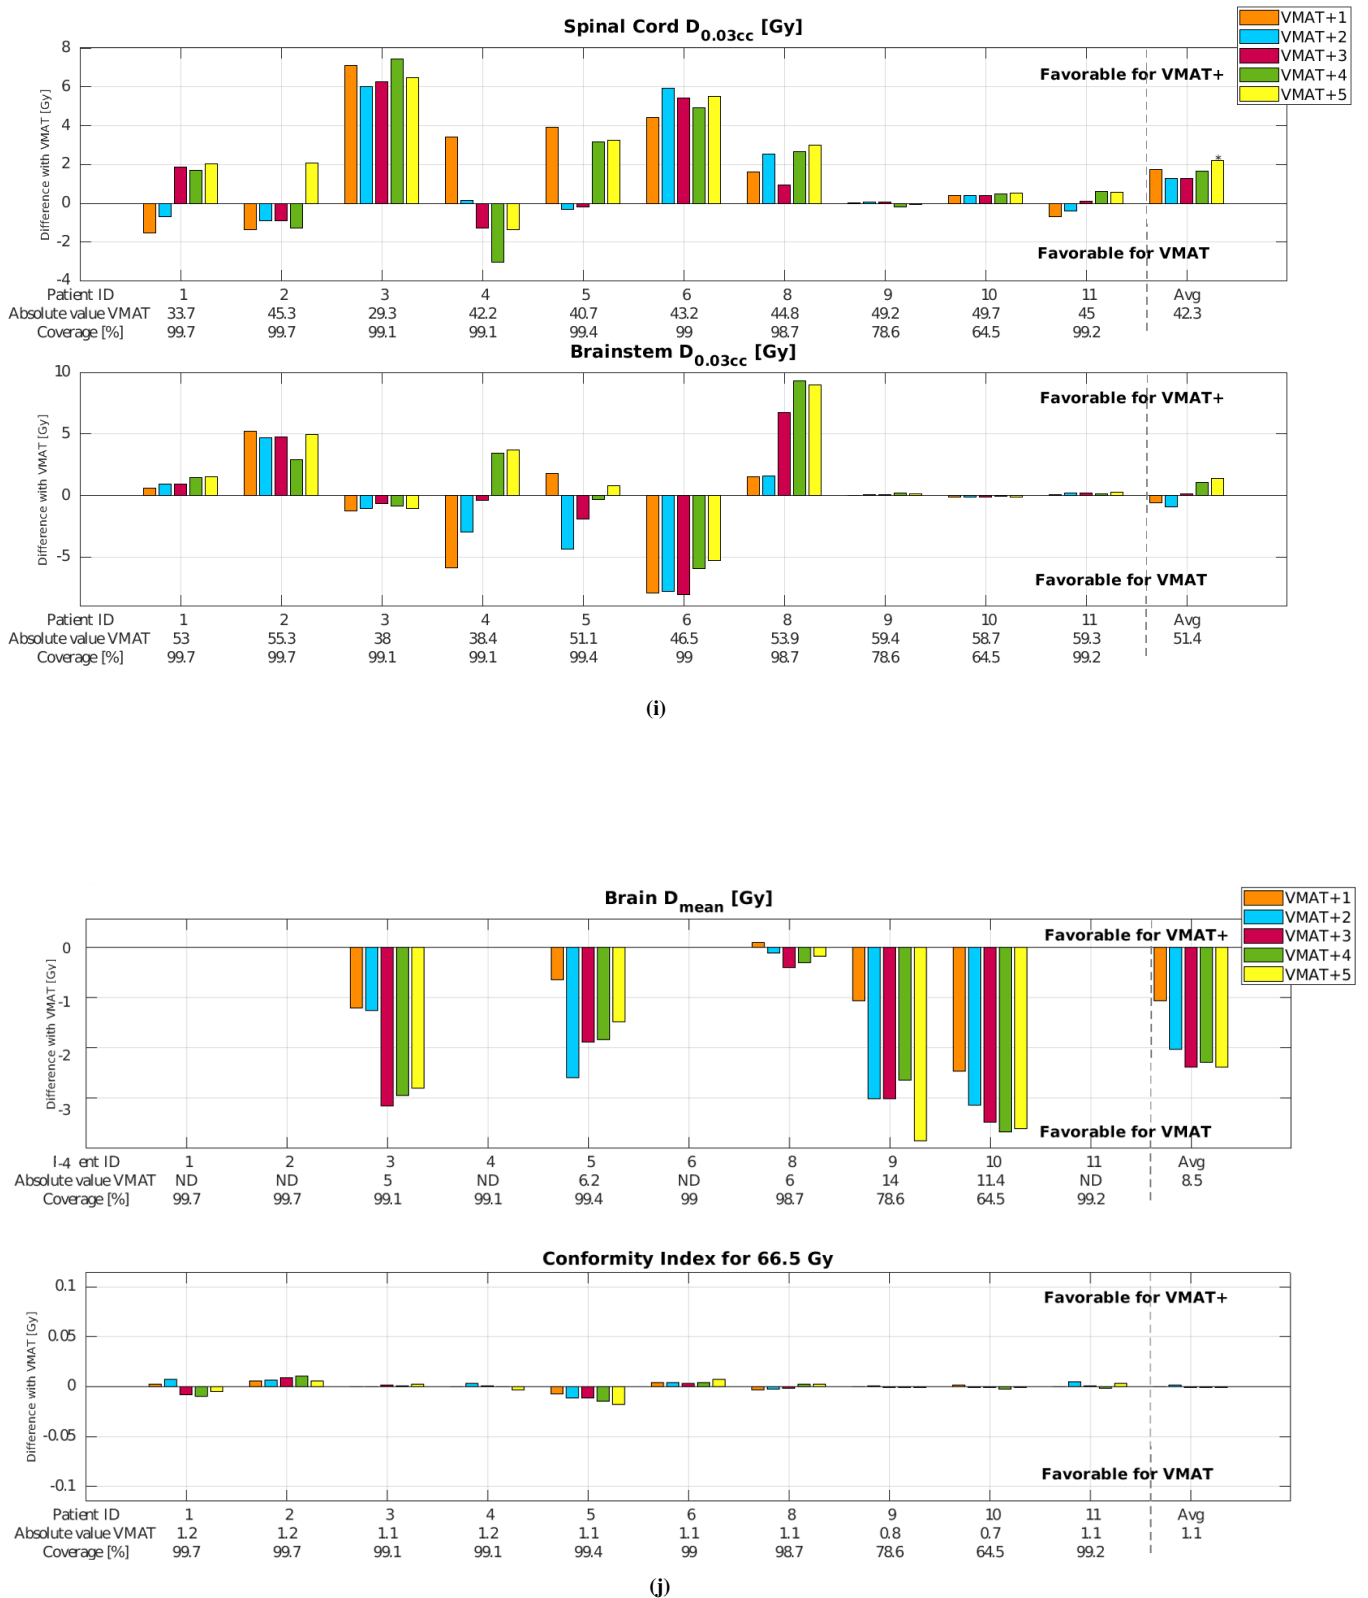 Spinal Cord D0.03cc [Gy]
VMAT+1
VMAT+2
VMAT+3
VMAT+4
VMAT+5
Difference with VMAT [Gy]
8
6
4
2
0
-2
-4
Favorable for VMAT+
*
Favorable for VMAT
Patient ID 1 2 3 4 5 6 8 9 10 11 Avg
Absolute value VMAT 33.7 45.3 29.3 42.2 40.7 43.2 44.8 49.2 49.7 45 42.3
Coverage [%] 99.7 99.7 99.1 99.1 99.4 99 98.7 78.6 64.5 99.2
Brainstem D0.03cc [Gy]
Difference with VMAT [Gy]
10
5
0
-5
Favorable for VMAT+
Favorable for VMAT
Patient ID 1 2 3 4 5 6 8 9 10 11 Avg
Absolute value VMAT 53 55.3 38 38.4 51.1 46.5 53.9 59.4 58.7 59.3 51.4
Coverage [%] 99.7 99.7 99.1 99.1 99.4 99 98.7 78.6 64.5 99.2
(i)
Brain Dmean [Gy]
VMAT+1
VMAT+2
VMAT+3
VMAT+4
VMAT+5
Difference with VMAT [Gy]
0
-1
-2
-3
Favorable for VMAT+
Favorable for VMAT
-4 ent ID 1 2 3 4 5 6 8 9 10 11 Avg
Absolute value VMAT ND ND 5 ND 6.2 ND 6 14 11.4 ND 8.5
Coverage [%] 99.7 99.7 99.1 99.1 99.4 99 98.7 78.6 64.5 99.2
Conformity Index for 66.5 Gy
Difference with VMAT [Gy]
0.1
0.05
0
-0.05
-0.1
Favorable for VMAT+
Favorable for VMAT
Patient ID 1 2 3 4 5 6 8 9 10 11 Avg
Absolute value VMAT 1.2 1.2 1.1 1.2 1.1 1.1 1.1 0.8 0.7 1.1 1.1
Coverage [%] 99.7 99.7 99.1 99.1 99.4 99 98.7 78.6 64.5 99.2
(j)